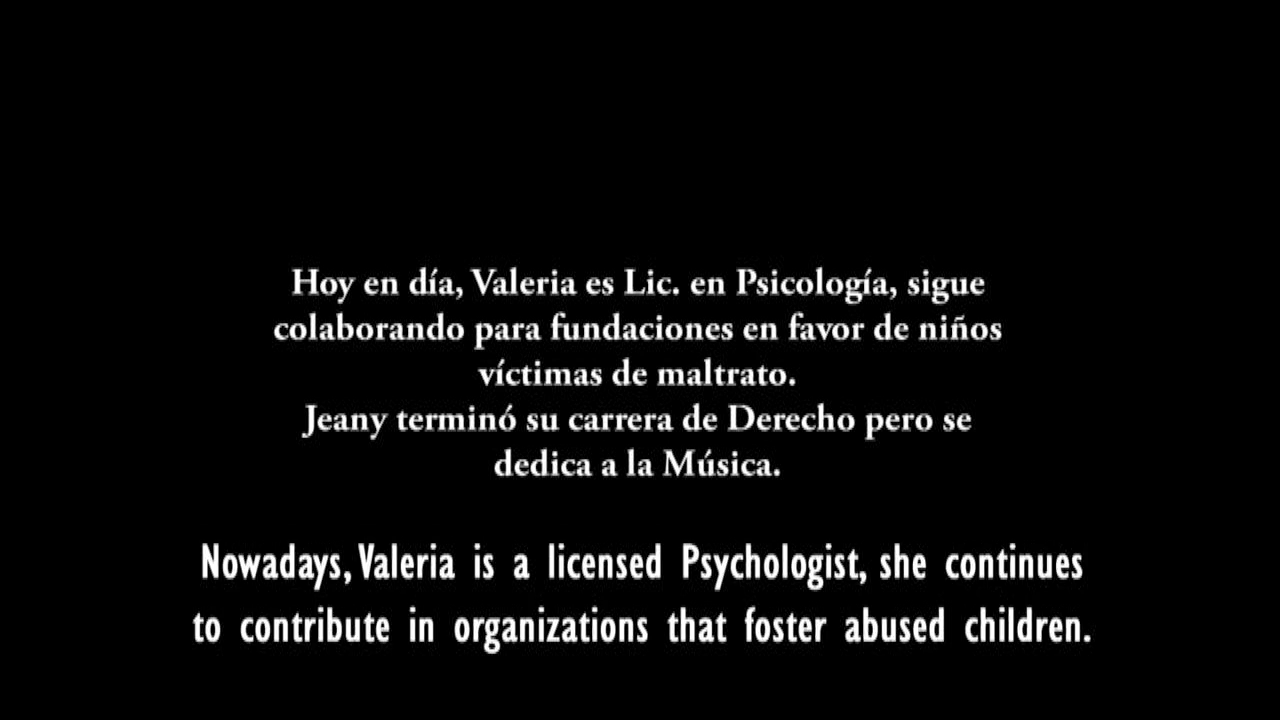 Hoy en día, Valeria es Lic. en Psicología, sigue
colaborando para fundaciones en favor de niños
víctimas de maltrato.
Jeany terminó su carrera de Derecho pero se
dedica a la Música.
Nowadays, Valeria is a licensed Psychologist, she continues
to contribute in organizations that foster abused children.